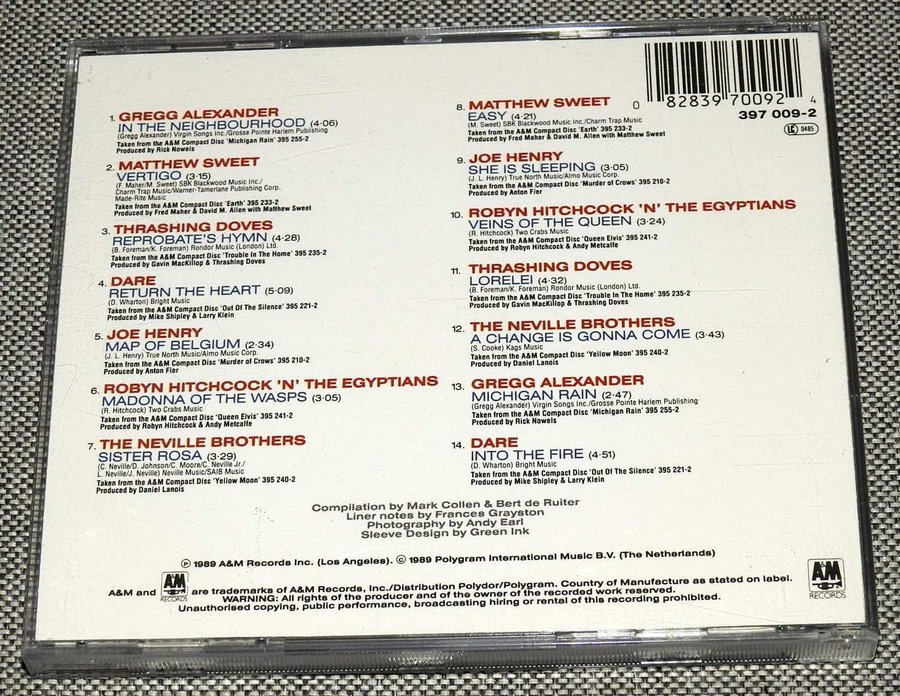 1. GREGG ALEXANDER
IN THE NEIGHBOURHOOD (4·06)
(Gregg Alexander) Virgin Songs Inc./Grosse Pointe Harlem Publishing
Taken from the A&M Compact Disc 'Michigan Rain' 395 255-2
Produced by Rick Nowels
2. MATTHEW SWEET
VERTIGO (3·15)
(F. Maher/M. Sweet) SBK Blackwood Music Inc./
Charm Trap Music/Warner-Tamerlane Publishing Corp.
Made-Rite Music
Taken from the A&M Compact Disc 'Earth' 395 233-2
Produced by Fred Maher & David M. Allen with Matthew Sweet
3. THRASHING DOVES
REPROBATE'S HYMN (4·28)
(B. Foreman/K. Foreman) Rondor Music (London) Ltd.
Taken from the A&M Compact Disc 'Trouble In The Home' 395 235-2
Produced by Gavin MacKillop & Thrashing Doves
4. DARE
RETURN THE HEART (5·09)
(D. Wharton) Bright Music
Taken from the A&M Compact Disc 'Out Of The Silence' 395 221-2
Produced by Mike Shipley & Larry Klein
5. JOE HENRY
MAP OF BELGIUM (2·34)
(J. L. Henry) True North Music/Almo Music Corp.
Taken from the A&M Compact Disc 'Murder of Crows' 395 210-2
Produced by Anton Fier
6. ROBYN HITCHCOCK 'N' THE EGYPTIANS
MADONNA OF THE WASPS (3·05)
(R. Hitchcock) Two Crabs Music
Taken from the A&M Compact Disc 'Queen Elvis' 395 241-2
Produced by Robyn Hitchcock & Andy Metcalfe
7. THE NEVILLE BROTHERS
SISTER ROSA (3·29)
(C. Neville/D. Johnson/C. Moore/C. Neville Jr./
L. Neville/J. Neville) Neville Music/SAIB Music
Taken from the A&M Compact Disc 'Yellow Moon' 395 240-2
Produced by Daniel Lanois
8. MATTHEW SWEET
EASY (4·21)
(M. Sweet) SBK Blackwood Music Inc./Charm Trap Music
Taken from the A&M Compact Disc 'Earth' 395 233-2
Produced by Fred Maher & David M. Allen with Matthew Sweet
9. JOE HENRY
SHE IS SLEEPING (3·05)
(J. L. Henry) True North Music/Almo Music Corp.
Taken from the A&M Compact Disc 'Murder of Crows' 395 210-2
Produced by Anton Fier
10. ROBYN HITCHCOCK 'N' THE EGYPTIANS
VEINS OF THE QUEEN (3·24)
(R. Hitchcock) Two Crabs Music
Taken from the A&M Compact Disc 'Queen Elvis' 395 241-2
Produced by Robyn Hitchcock & Andy Metcalfe
11. THRASHING DOVES
LORELEI (4·32)
(B. Foreman/K. Foreman) Rondor Music (London) Ltd.
Taken from the A&M Compact Disc 'Trouble In The Home' 395 235-2
Produced by Gavin MacKillop & Thrashing Doves
12. THE NEVILLE BROTHERS
A CHANGE IS GONNA COME (3·43)
(S. Cooke) Kags Music
Taken from the A&M Compact Disc 'Yellow Moon' 395 240-2
Produced by Daniel Lanois
13. GREGG ALEXANDER
MICHIGAN RAIN (2·47)
(Gregg Alexander) Virgin Songs Inc./Grosse Pointe Harlem Publishing
Taken from the A&M Compact Disc 'Michigan Rain' 395 255-2
Produced by Rick Nowels
14. DARE
INTO THE FIRE (4·51)
(D. Wharton) Bright Music
Taken from the A&M Compact Disc 'Out Of The Silence' 395 221-2
Produced by Mike Shipley & Larry Klein
0 82839 70092 4
397 009-2
LC 0485
Compilation by Mark Collen & Bert de Ruiter
Liner notes by Frances Grayston
Photography by Andy Earl
Sleeve Design by Green Ink
℗ 1989 A&M Records Inc. (Los Angeles). © 1989 Polygram International Music B.V. (The Netherlands)
A&M and A&M RECORDS are trademarks of A&M Records, Inc./Distribution Polydor/Polygram. Country of Manufacture as stated on label.
WARNING: All rights of the producer and of the owner of the recorded work reserved.
Unauthorised copying, public performance, broadcasting hiring or rental of this recording prohibited.
A&M RECORDS